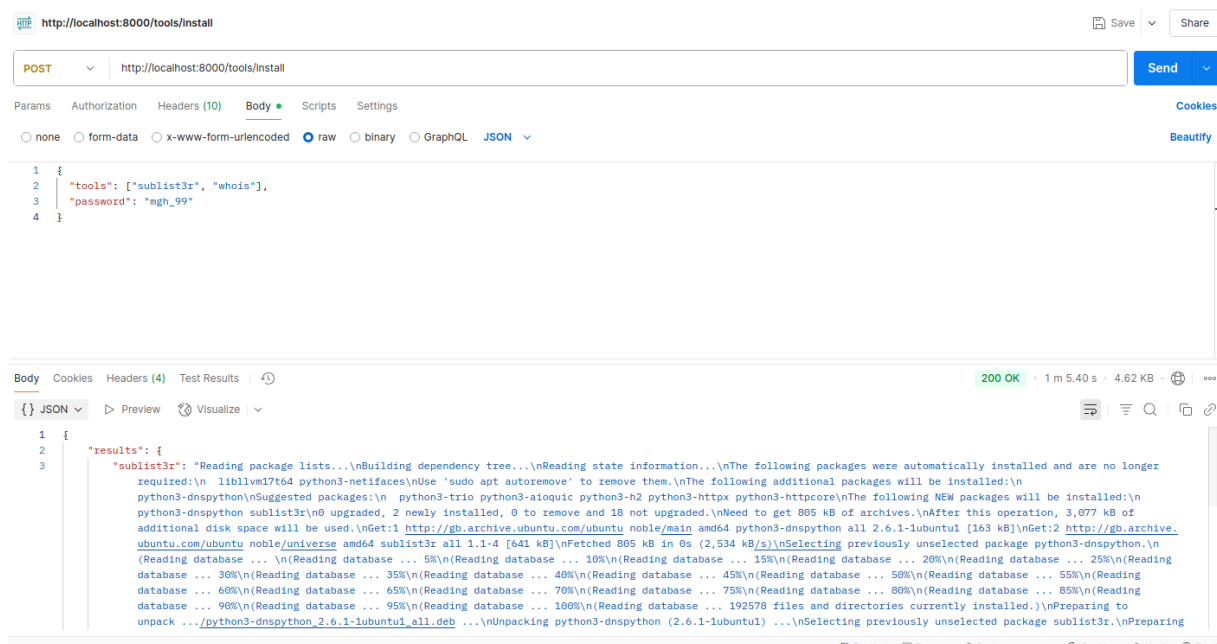 HTTP http://localhost:8000/tools/install Save Share
POST http://localhost:8000/tools/install Send
Params Authorization Headers (10) Body Scripts Settings Cookies
none form-data x-www-form-urlencoded raw binary GraphQL JSON Beautify
1 {
2 "tools": ["sublist3r", "whois"],
3 "password": "mgh_99"
4 }
Body Cookies Headers (4) Test Results 200 OK 1 m 5.40 s 4.62 KB
{} JSON Preview Visualize
1 {
2 "results": {
3 "sublist3r": "Reading package lists...\nBuilding dependency tree...\nReading state information...\nThe following packages were automatically installed and are no longer
required:\n  libllvm17t64 python3-netifaces\nUse 'sudo apt autoremove' to remove them.\nThe following additional packages will be installed:\n
python3-dnspython\nSuggested packages:\n  python3-trio python3-aioquic python3-h2 python3-httpx python3-httpcore\nThe following NEW packages will be installed:\n
python3-dnspython sublist3r\n0 upgraded, 2 newly installed, 0 to remove and 18 not upgraded.\nNeed to get 805 kB of archives.\nAfter this operation, 3,077 kB of
additional disk space will be used.\nGet:1 http://gb.archive.ubuntu.com/ubuntu noble/main amd64 python3-dnspython all 2.6.1-1ubuntu1 [163 kB]\nGet:2 http://gb.archive.
ubuntu.com/ubuntu noble/universe amd64 sublist3r all 1.1-4 [641 kB]\nFetched 805 kB in 0s (2,534 kB/s)\nSelecting previously unselected package python3-dnspython.\n
(Reading database ... \n(Reading database ... 5%\n(Reading database ... 10%\n(Reading database ... 15%\n(Reading database ... 20%\n(Reading database ... 25%\n(Reading
database ... 30%\n(Reading database ... 35%\n(Reading database ... 40%\n(Reading database ... 45%\n(Reading database ... 50%\n(Reading database ... 55%\n(Reading
database ... 60%\n(Reading database ... 65%\n(Reading database ... 70%\n(Reading database ... 75%\n(Reading database ... 80%\n(Reading database ... 85%\n(Reading
database ... 90%\n(Reading database ... 95%\n(Reading database ... 100%\n(Reading database ... 192578 files and directories currently installed.)\nPreparing to
unpack .../python3-dnspython_2.6.1-1ubuntu1_all.deb ...\nUnpacking python3-dnspython (2.6.1-1ubuntu1) ...\nSelecting previously unselected package sublist3r.\nPreparing